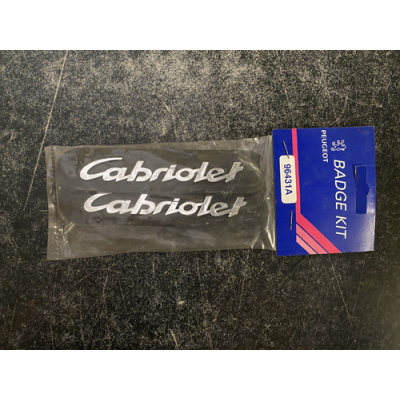 Cabriolet
Cabriolet
96431A
PEUGEOT
BADGE KIT